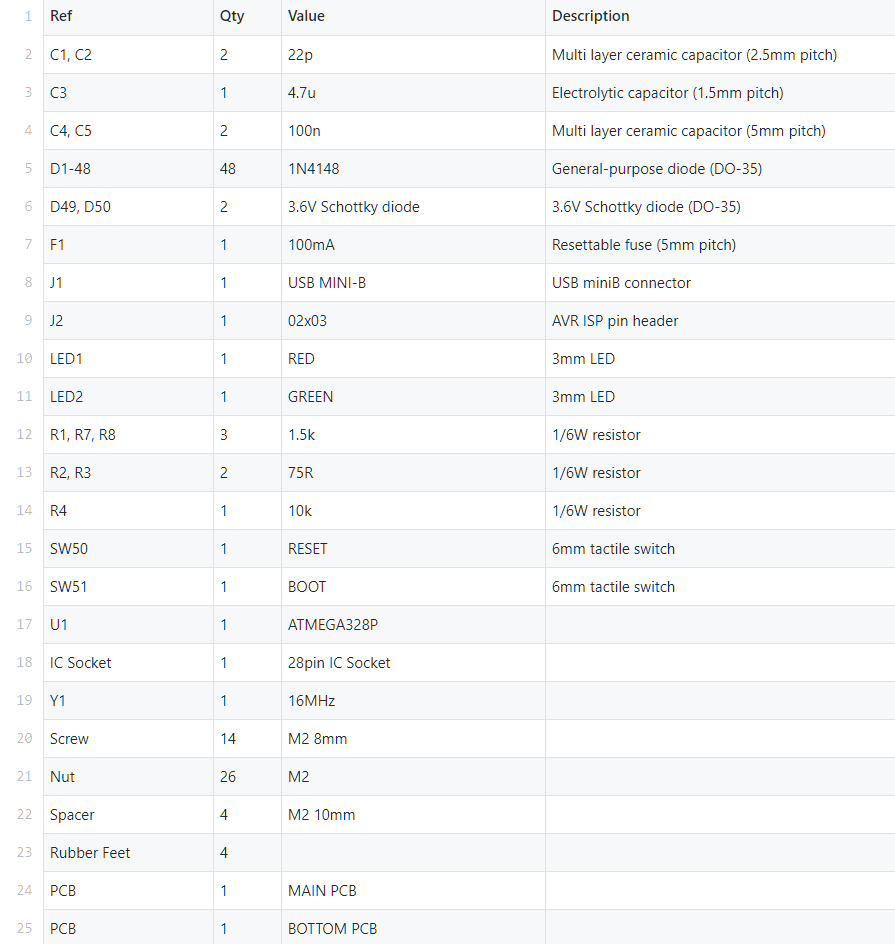 1 Ref Qty Value Description
2 C1, C2 2 22p Multi layer ceramic capacitor (2.5mm pitch)
3 C3 1 4.7u Electrolytic capacitor (1.5mm pitch)
4 C4, C5 2 100n Multi layer ceramic capacitor (5mm pitch)
5 D1-48 48 1N4148 General-purpose diode (DO-35)
6 D49, D50 2 3.6V Schottky diode 3.6V Schottky diode (DO-35)
7 F1 1 100mA Resettable fuse (5mm pitch)
8 J1 1 USB MINI-B USB miniB connector
9 J2 1 02x03 AVR ISP pin header
10 LED1 1 RED 3mm LED
11 LED2 1 GREEN 3mm LED
12 R1, R7, R8 3 1.5k 1/6W resistor
13 R2, R3 2 75R 1/6W resistor
14 R4 1 10k 1/6W resistor
15 SW50 1 RESET 6mm tactile switch
16 SW51 1 BOOT 6mm tactile switch
17 U1 1 ATMEGA328P
18 IC Socket 1 28pin IC Socket
19 Y1 1 16MHz
20 Screw 14 M2 8mm
21 Nut 26 M2
22 Spacer 4 M2 10mm
23 Rubber Feet 4
24 PCB 1 MAIN PCB
25 PCB 1 BOTTOM PCB